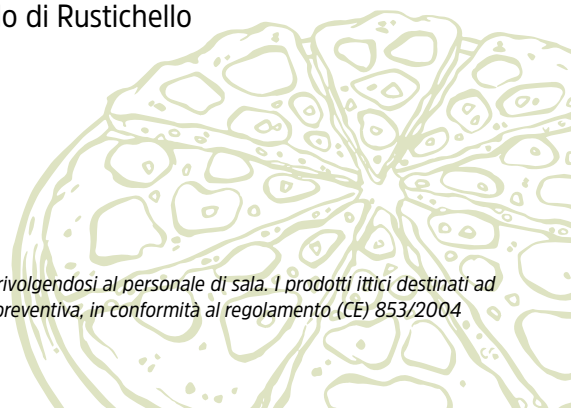 o di Rustichello
rivolgendosi al personale di sala. I prodotti ittici destinati ad
preventiva, in conformità al regolamento (CE) 853/2004